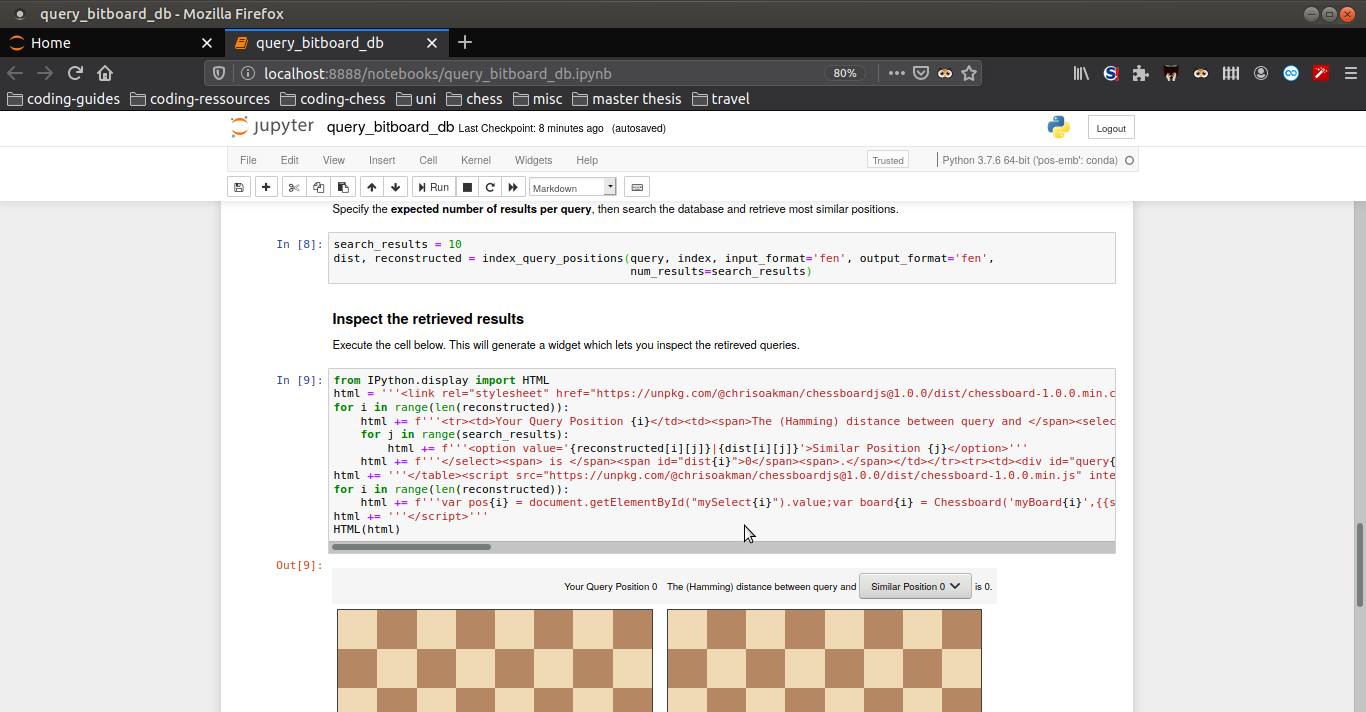 query_bitboard_db - Mozilla Firefox
Home
query_bitboard_db
localhost:8888/notebooks/query_bitboard_db.ipynb
80%
coding-guides coding-ressources coding-chess uni chess misc master thesis travel
jupyter query_bitboard_db Last Checkpoint: 8 minutes ago (autosaved)
Logout
File Edit View Insert Cell Kernel Widgets Help
Trusted
Python 3.7.6 64-bit ('pos-emb': conda)
Run
Markdown
Specify the expected number of results per query, then search the database and retrieve most similar positions.
In [8]:
search_results = 10
dist, reconstructed = index_query_positions(query, index, input_format='fen', output_format='fen',
num_results=search_results)
Inspect the retrieved results
Execute the cell below. This will generate a widget which lets you inspect the retireved queries.
In [9]:
from IPython.display import HTML
html = '''<link rel="stylesheet" href="https://unpkg.com/@chrisoakman/chessboardjs@1.0.0/dist/chessboard-1.0.0.min.c
for i in range(len(reconstructed)):
html += f'''<tr><td>Your Query Position {i}</td><td><span>The (Hamming) distance between query and </span><selec
for j in range(search_results):
html += f'''<option value='{reconstructed[i][j]}|{dist[i][j]}'>Similar Position {j}</option>'''
html += f'''</select><span> is </span><span id="dist{i}">0</span><span>.</span></td></tr><tr><td><div id="query{
html += '''</table><script src="https://unpkg.com/@chrisoakman/chessboardjs@1.0.0/dist/chessboard-1.0.0.min.js" inte
for i in range(len(reconstructed)):
html += f'''var pos{i} = document.getElementById("mySelect{i}").value;var board{i} = Chessboard('myBoard{i}',{{s
html += '''</script>'''
HTML(html)
Out[9]:
Your Query Position 0 The (Hamming) distance between query and Similar Position 0 is 0.